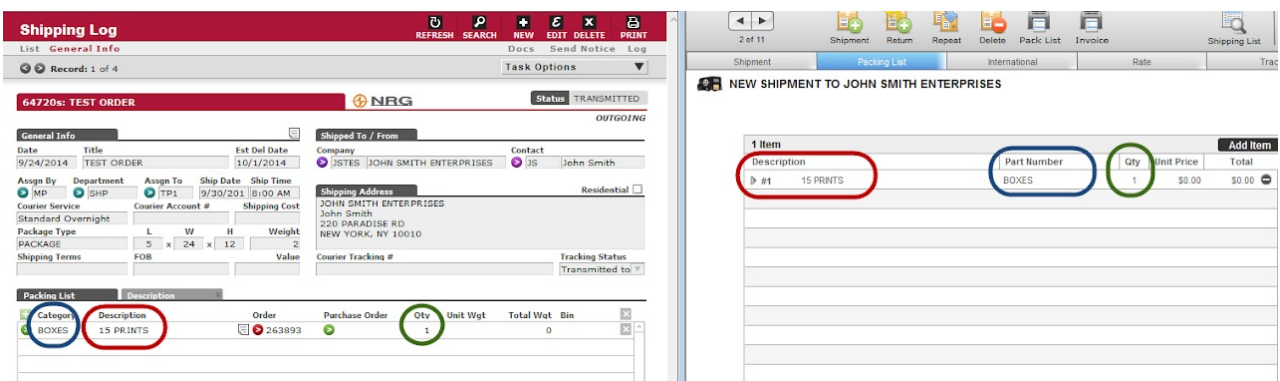 Shipping Log
REFRESH SEARCH NEW EDIT DELETE PRINT
List General Info Docs Send Notice Log
Record: 1 of 4 Task Options
64720s: TEST ORDER NRG Status TRANSMITTED
OUTGOING
General Info Shipped To / From
Date Title Est Del Date Company Contact
9/24/2014 TEST ORDER 10/1/2014 JSTES JOHN SMITH ENTERPRISES JS John Smith
Assgn By Department Assgn To Ship Date Ship Time
MP SHP TP1 9/30/201 8:00 AM Shipping Address Residential
Courier Service Courier Account # Shipping Cost JOHN SMITH ENTERPRISES
Standard Overnight John Smith
Package Type L W H Weight 220 PARADISE RD
PACKAGE 5 x 24 x 12 2 NEW YORK, NY 10010
Shipping Terms FOB Value Courier Tracking # Tracking Status
Transmitted to
Packing List Description
Category Description Order Purchase Order Qty Unit Wgt Total Wgt Bin
BOXES 15 PRINTS 263893 1 0
2 of 11 Shipment Return Repeat Delete Pack List Invoice Shipping List
Shipment Packing List International Rate Trac
NEW SHIPMENT TO JOHN SMITH ENTERPRISES
1 Item Add Item
Description Part Number Qty Unit Price Total
#1 15 PRINTS BOXES 1 $0.00 $0.00